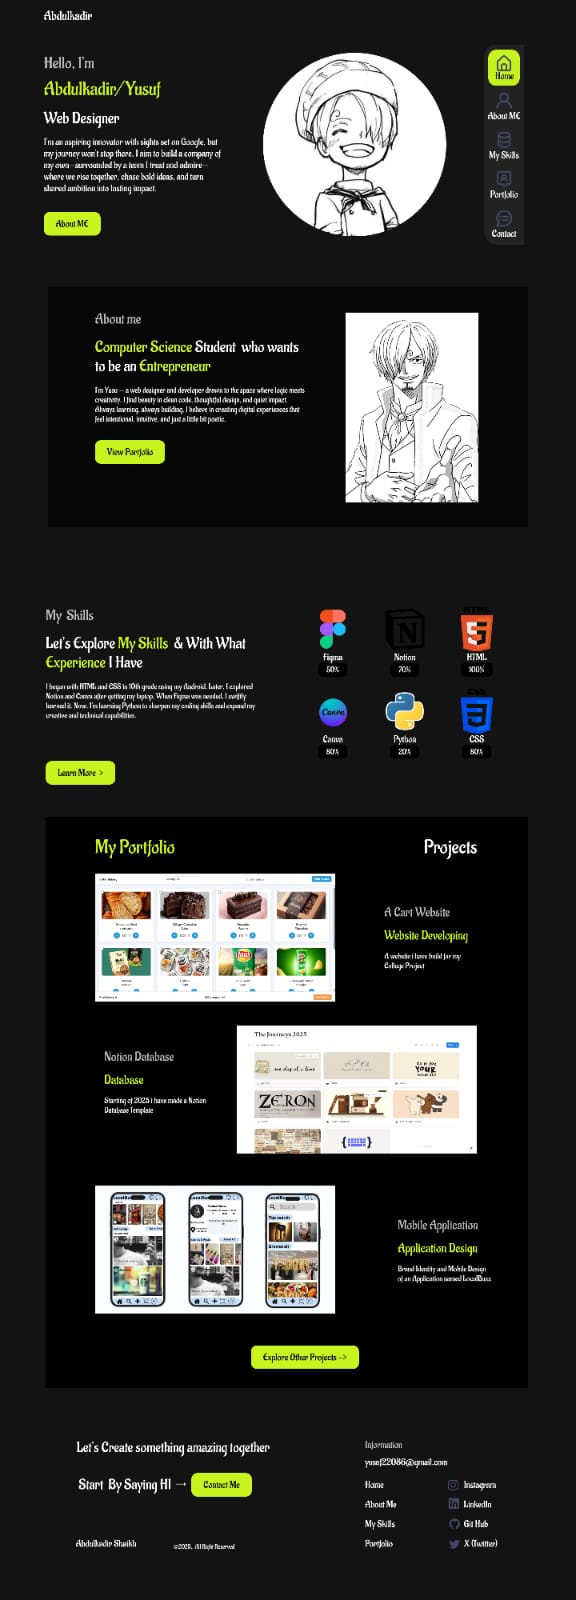 Abdulkadir
Hello, I'm
Abdulkadir/Yusuf
Web Designer
I'm an aspiring innovator with sights set on Google, but
my journey won't stop there. I aim to build a company of
my own—surrounded by a team I trust and admire—
where we rise together, chase bold ideas, and turn
shared ambition into lasting impact.
About M€
Home
About M€
My Skills
Portfolio
Contact
About me
Computer Science Student who wants
to be an Entrepreneur
I'm Yusu — a web designer and developer drawn to the space where logic meets
creativity. I find beauty in clean code, thoughtful design, and quiet impact.
Always learning, always building, I believe in creating digital experiences that
feel intentional, intuitive, and just a little bit poetic.
View Portfolio
My Skills
Let's Explore My Skills & With What
Experience I Have
I began with HTML and CSS in 10th grade using my Android. Later, I explored
Notion and Canva after getting my laptop. When Figma was needed, I swiftly
learned it. Now, I'm learning Python to sharpen my coding skills and expand my
creative and technical capabilities.
Learn More >
Figma
50%
Notion
70%
HTML
HTML
100%
Canva
Canva
80%
Python
20%
CSS
CSS
80%
My Portfolio
Projects
A Cart Website
Website Developing
A website i have build for my
College Project
The Journeys 2025
one day at a time
YOUR
ZERON
Notion Database
Database
Starting of 2025 i have made a Notion
Database Template
Search
Mobile Application
Application Design
Brand Identity and Mobile Design
of an Application named LocalBuzz
Explore Other Projects -->
Let's Create something amazing together
Start By Saying HI →
Contact Me
Abdulkadir Shaikh
©2025. All Right Reserved
Information
yusuf22086@gmail.com
Home
About Me
My Skills
Portfolio
Instagram
LinkedIn
Git Hub
X (Twitter)